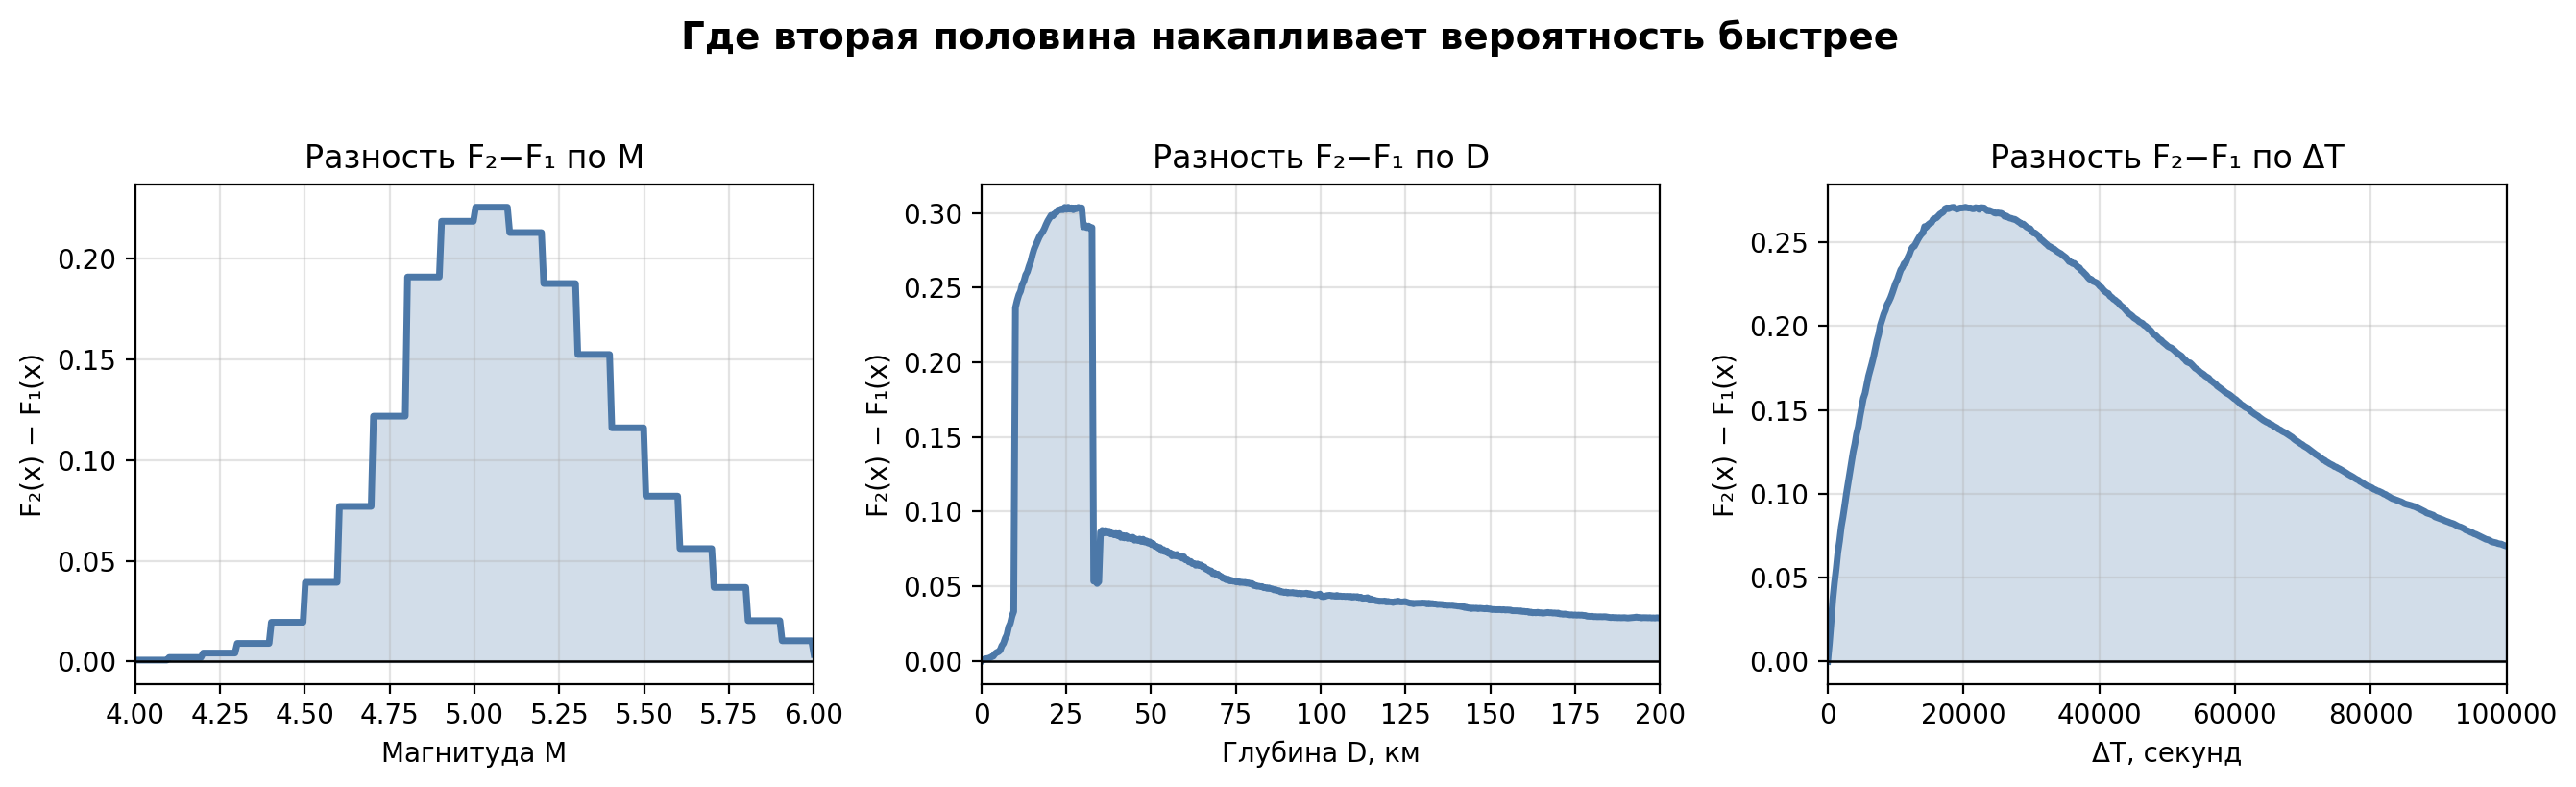 Где вторая половина накапливает вероятность быстрее
Разность F₂−F₁ по M
F₂(x) − F₁(x)
0.20
0.15
0.10
0.05
0.00
4.00 4.25 4.50 4.75 5.00 5.25 5.50 5.75 6.00
Магнитуда M
Разность F₂−F₁ по D
F₂(x) − F₁(x)
0.30
0.25
0.20
0.15
0.10
0.05
0.00
0 25 50 75 100 125 150 175 200
Глубина D, км
Разность F₂−F₁ по ΔT
F₂(x) − F₁(x)
0.25
0.20
0.15
0.10
0.05
0.00
0 20000 40000 60000 80000 100000
ΔT, секунд